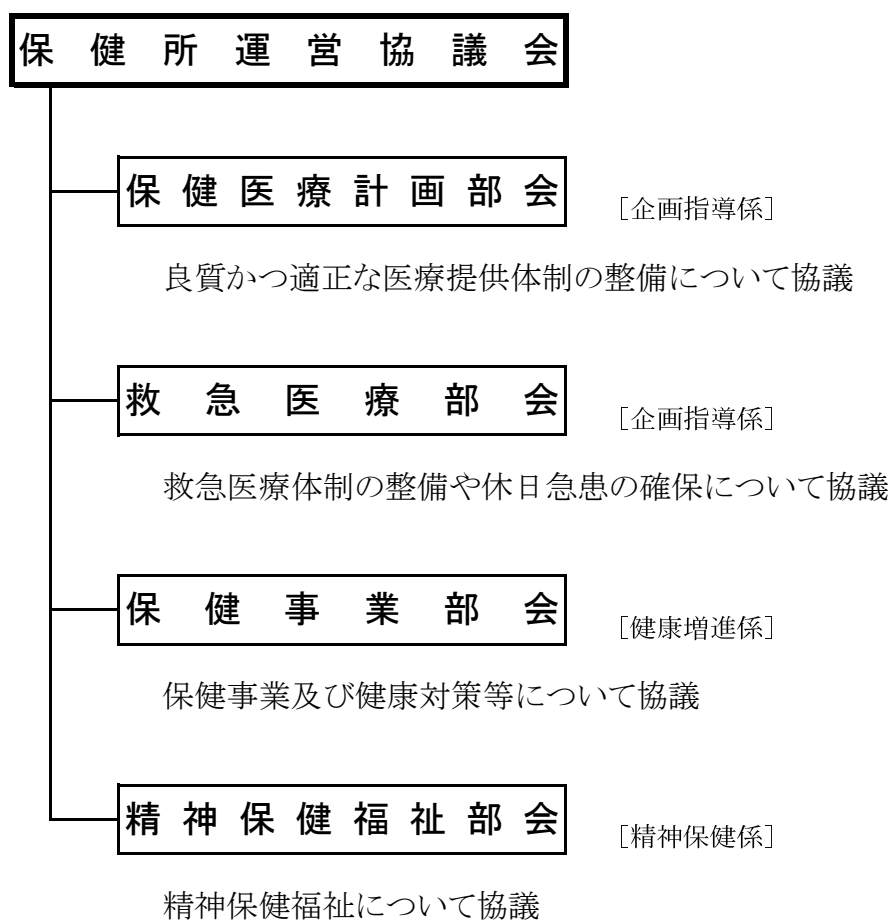 保健所運営協議会
保健医療計画部会 ［企画指導係］
良質かつ適正な医療提供体制の整備について協議
救急医療部会 ［企画指導係］
救急医療体制の整備や休日急患の確保について協議
保健事業部会 ［健康増進係］
保健事業及び健康対策等について協議
精神保健福祉部会 ［精神保健係］
精神保健福祉について協議